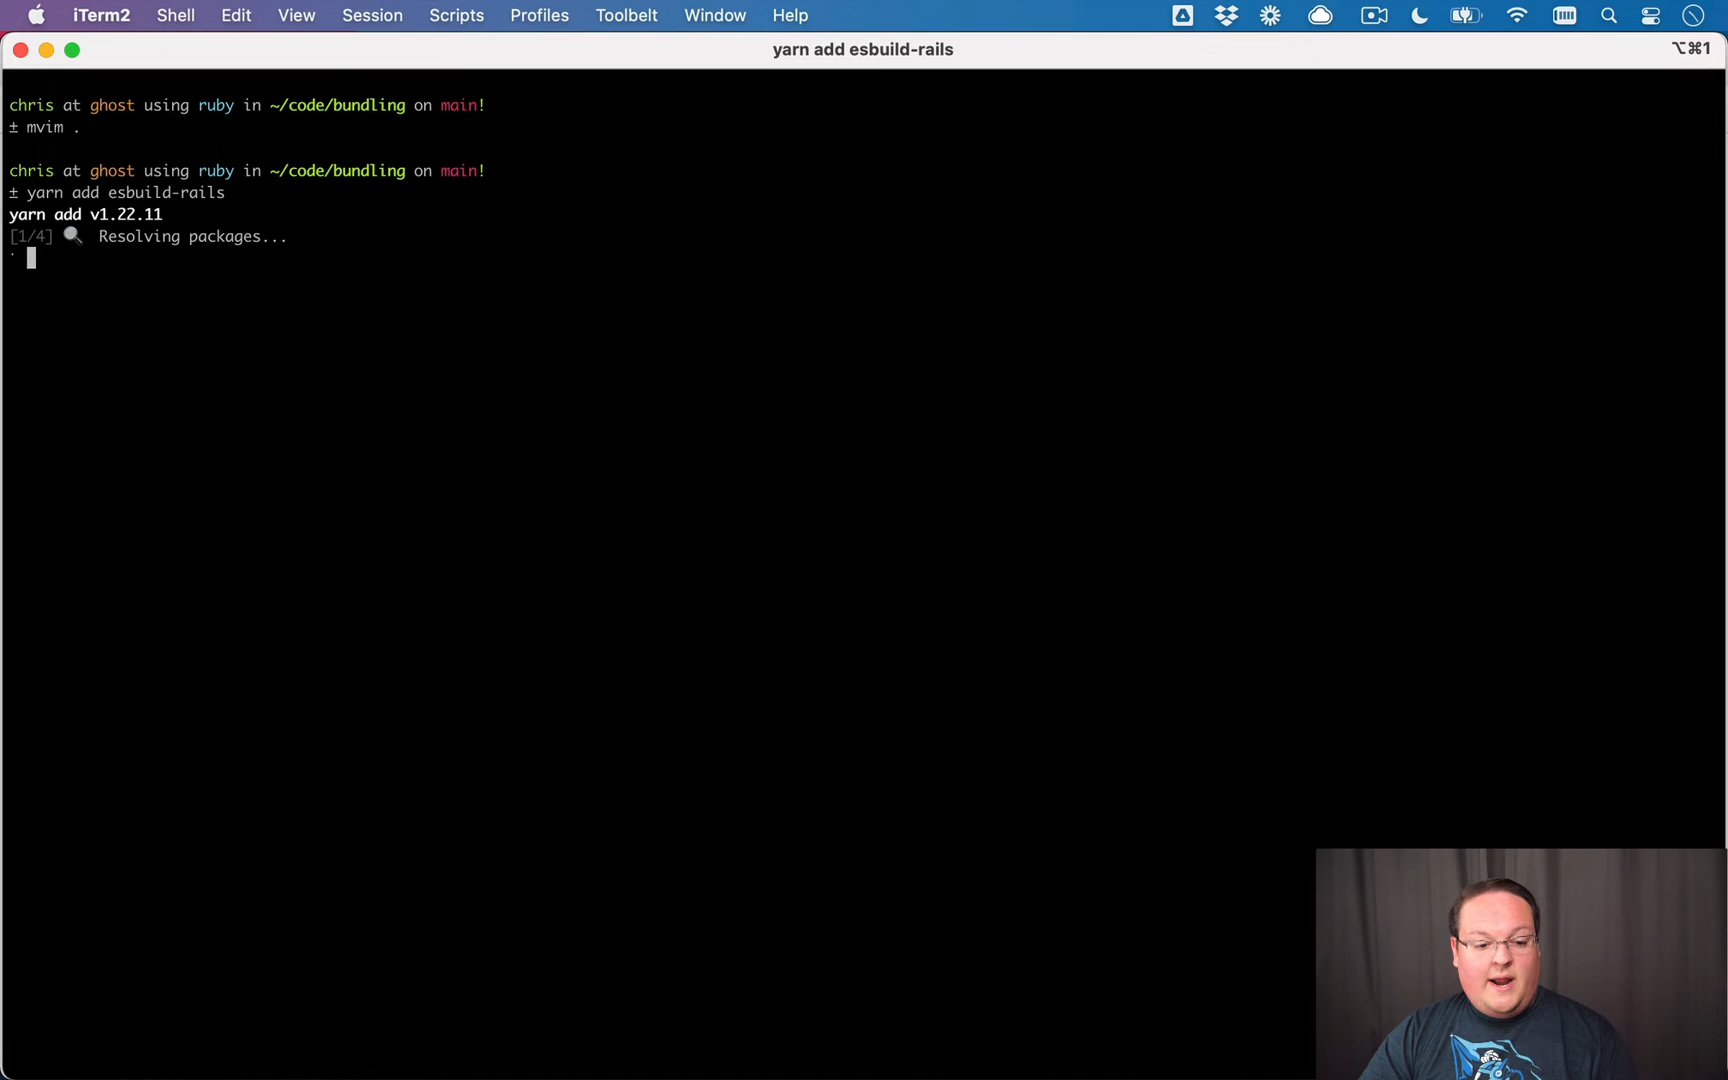 iTerm2 Shell Edit View Session Scripts Profiles Toolbelt Window Help
yarn add esbuild-rails
⌥⌘1
chris at ghost using ruby in ~/code/bundling on main!
± mvim .
chris at ghost using ruby in ~/code/bundling on main!
± yarn add esbuild-rails
yarn add v1.22.11
[1/4] 🔍 Resolving packages...